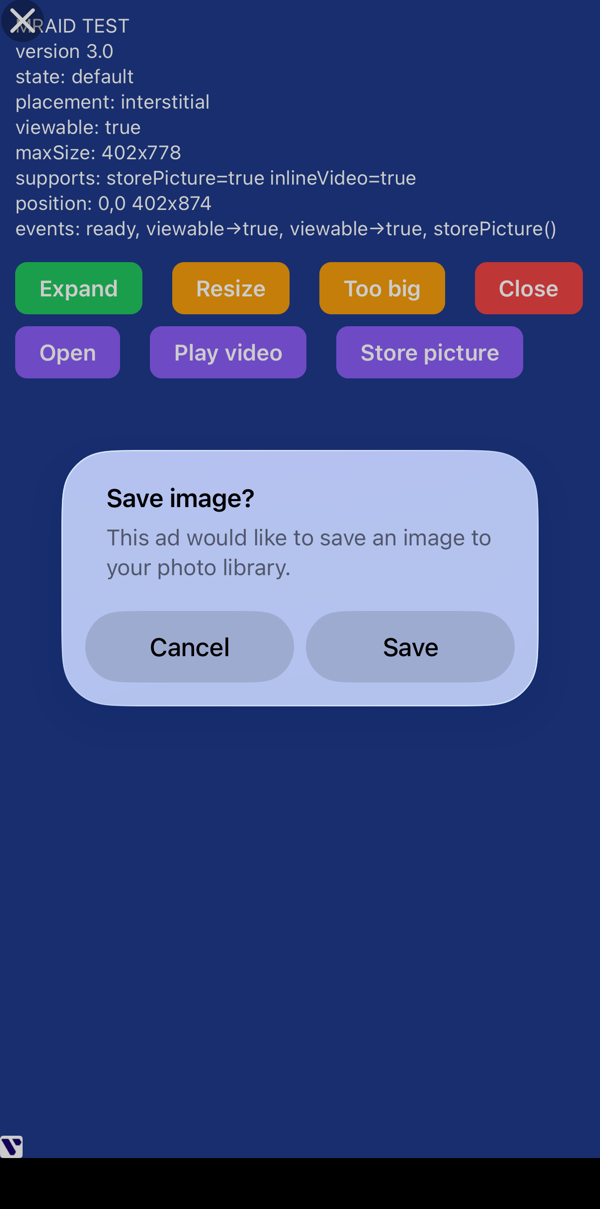 MRAID TEST
version 3.0
state: default
placement: interstitial
viewable: true
maxSize: 402x778
supports: storePicture=true inlineVideo=true
position: 0,0 402x874
events: ready, viewable→true, viewable→true, storePicture()
Expand Resize Too big Close
Open Play video Store picture
Save image?
This ad would like to save an image to
your photo library.
Cancel Save